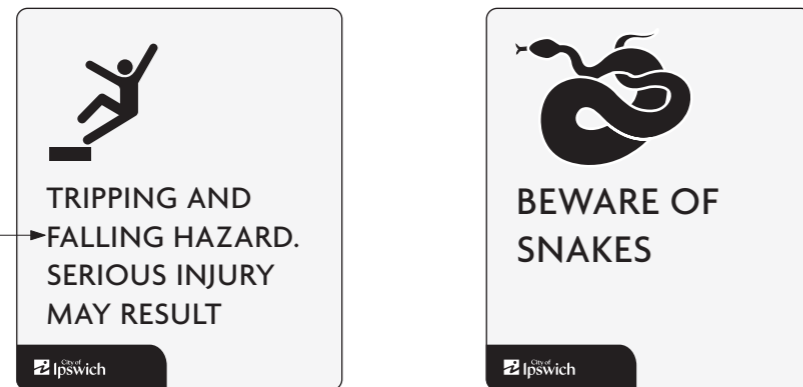 TRIPPING AND
FALLING HAZARD.
SERIOUS INJURY
MAY RESULT
City of
Ipswich
BEWARE OF
SNAKES
City of
Ipswich